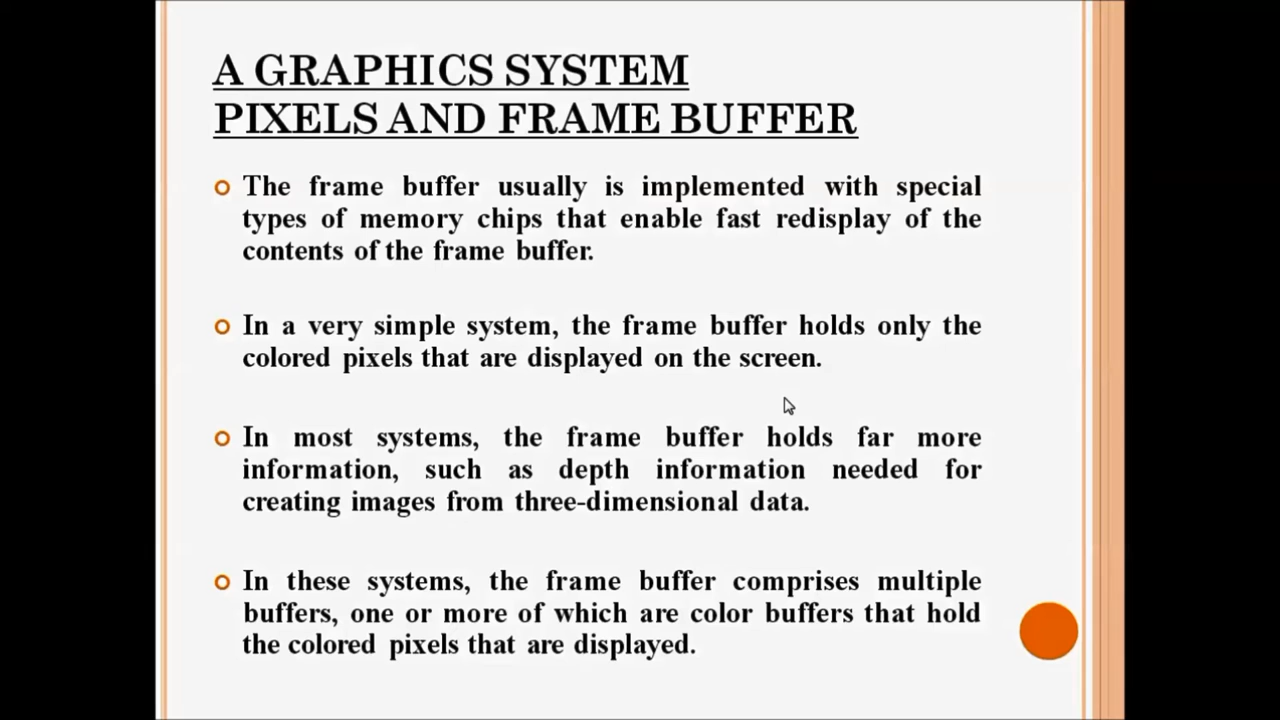 A GRAPHICS SYSTEM
PIXELS AND FRAME BUFFER
The frame buffer usually is implemented with special
types of memory chips that enable fast redisplay of the
contents of the frame buffer.
In a very simple system, the frame buffer holds only the
colored pixels that are displayed on the screen.
In most systems, the frame buffer holds far more
information, such as depth information needed for
creating images from three-dimensional data.
In these systems, the frame buffer comprises multiple
buffers, one or more of which are color buffers that hold
the colored pixels that are displayed.